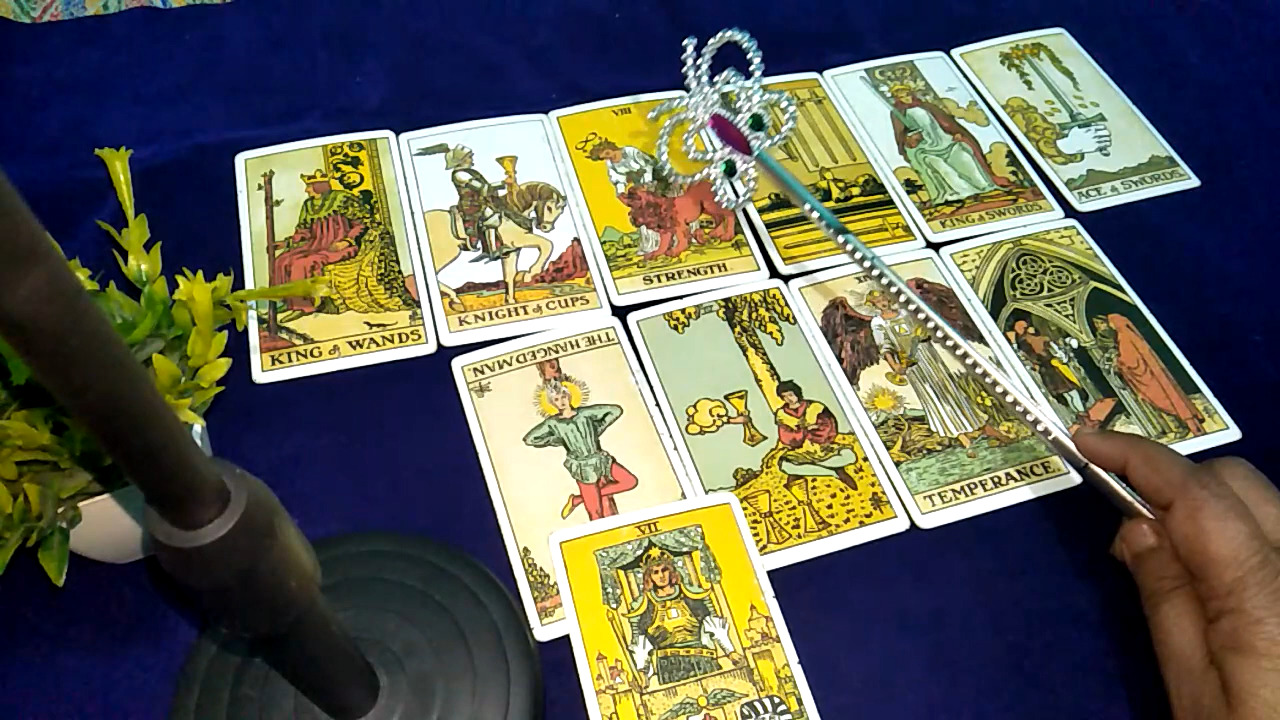 KING of WANDS
KNIGHT of CUPS
VIII
STRENGTH.
KING of SWORDS
ACE of SWORDS.
THE HANGED MAN.
TEMPERANCE.
VII